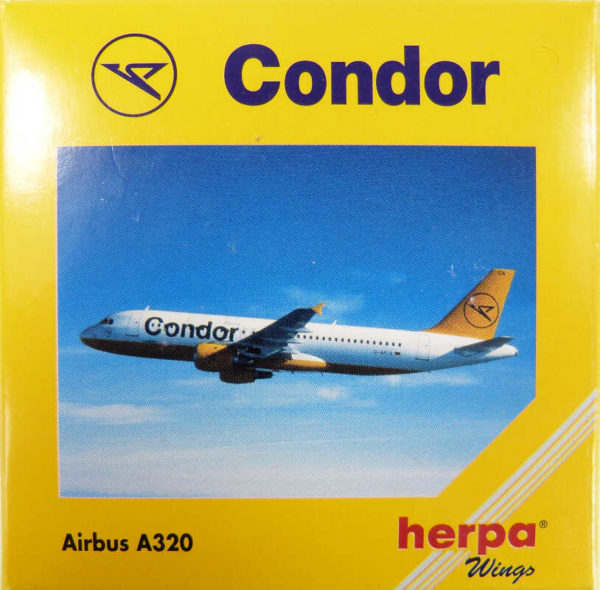 Condor
Condor
Airbus A320
herpa®
Wings